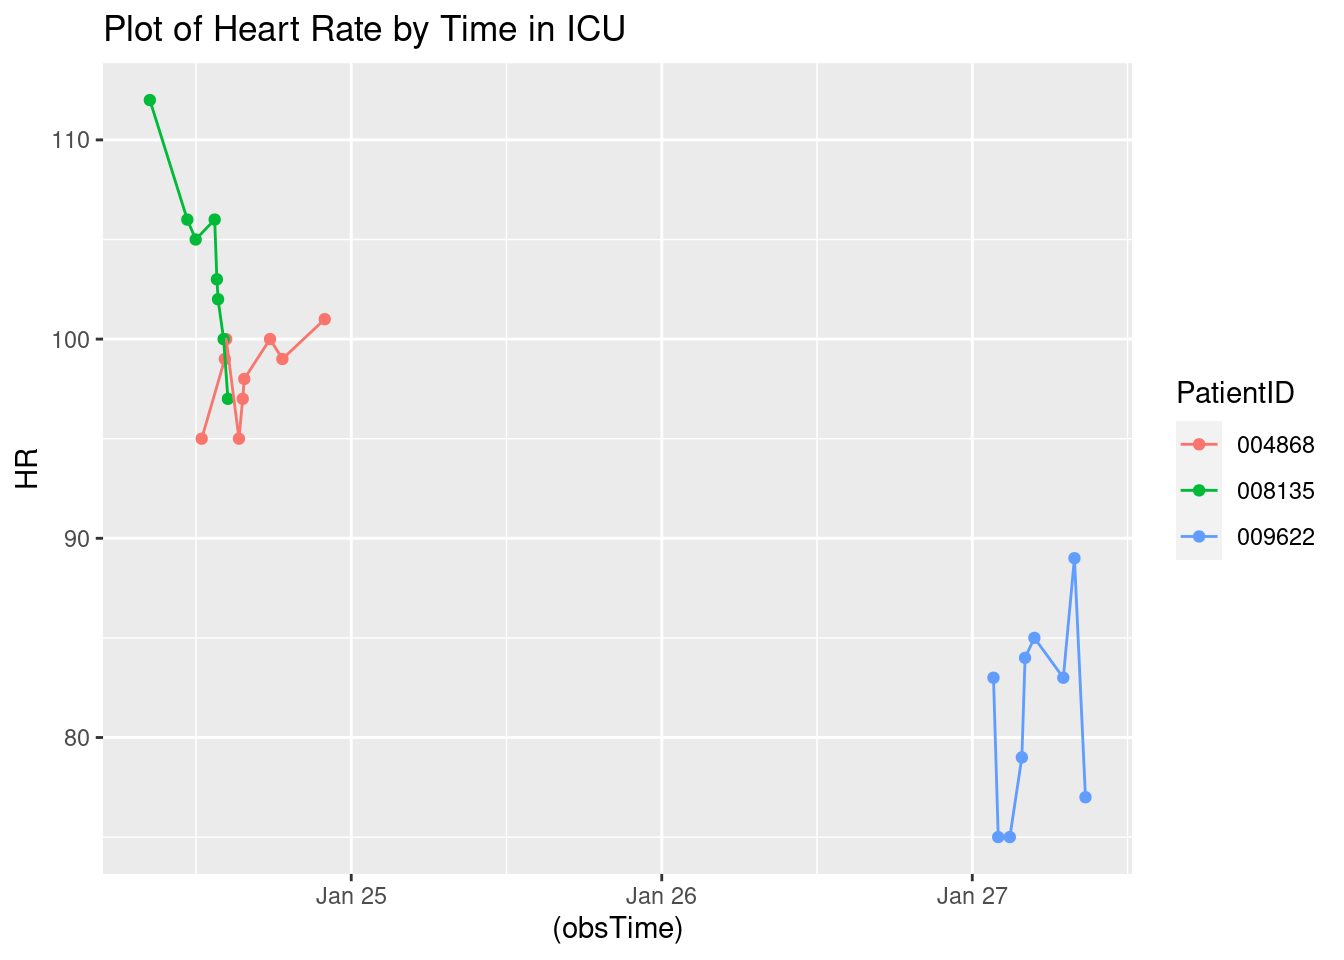 Plot of Heart Rate by Time in ICU
110
100
90
80
HR
Jan 25
Jan 26
Jan 27
(obsTime)
PatientID
004868
008135
009622